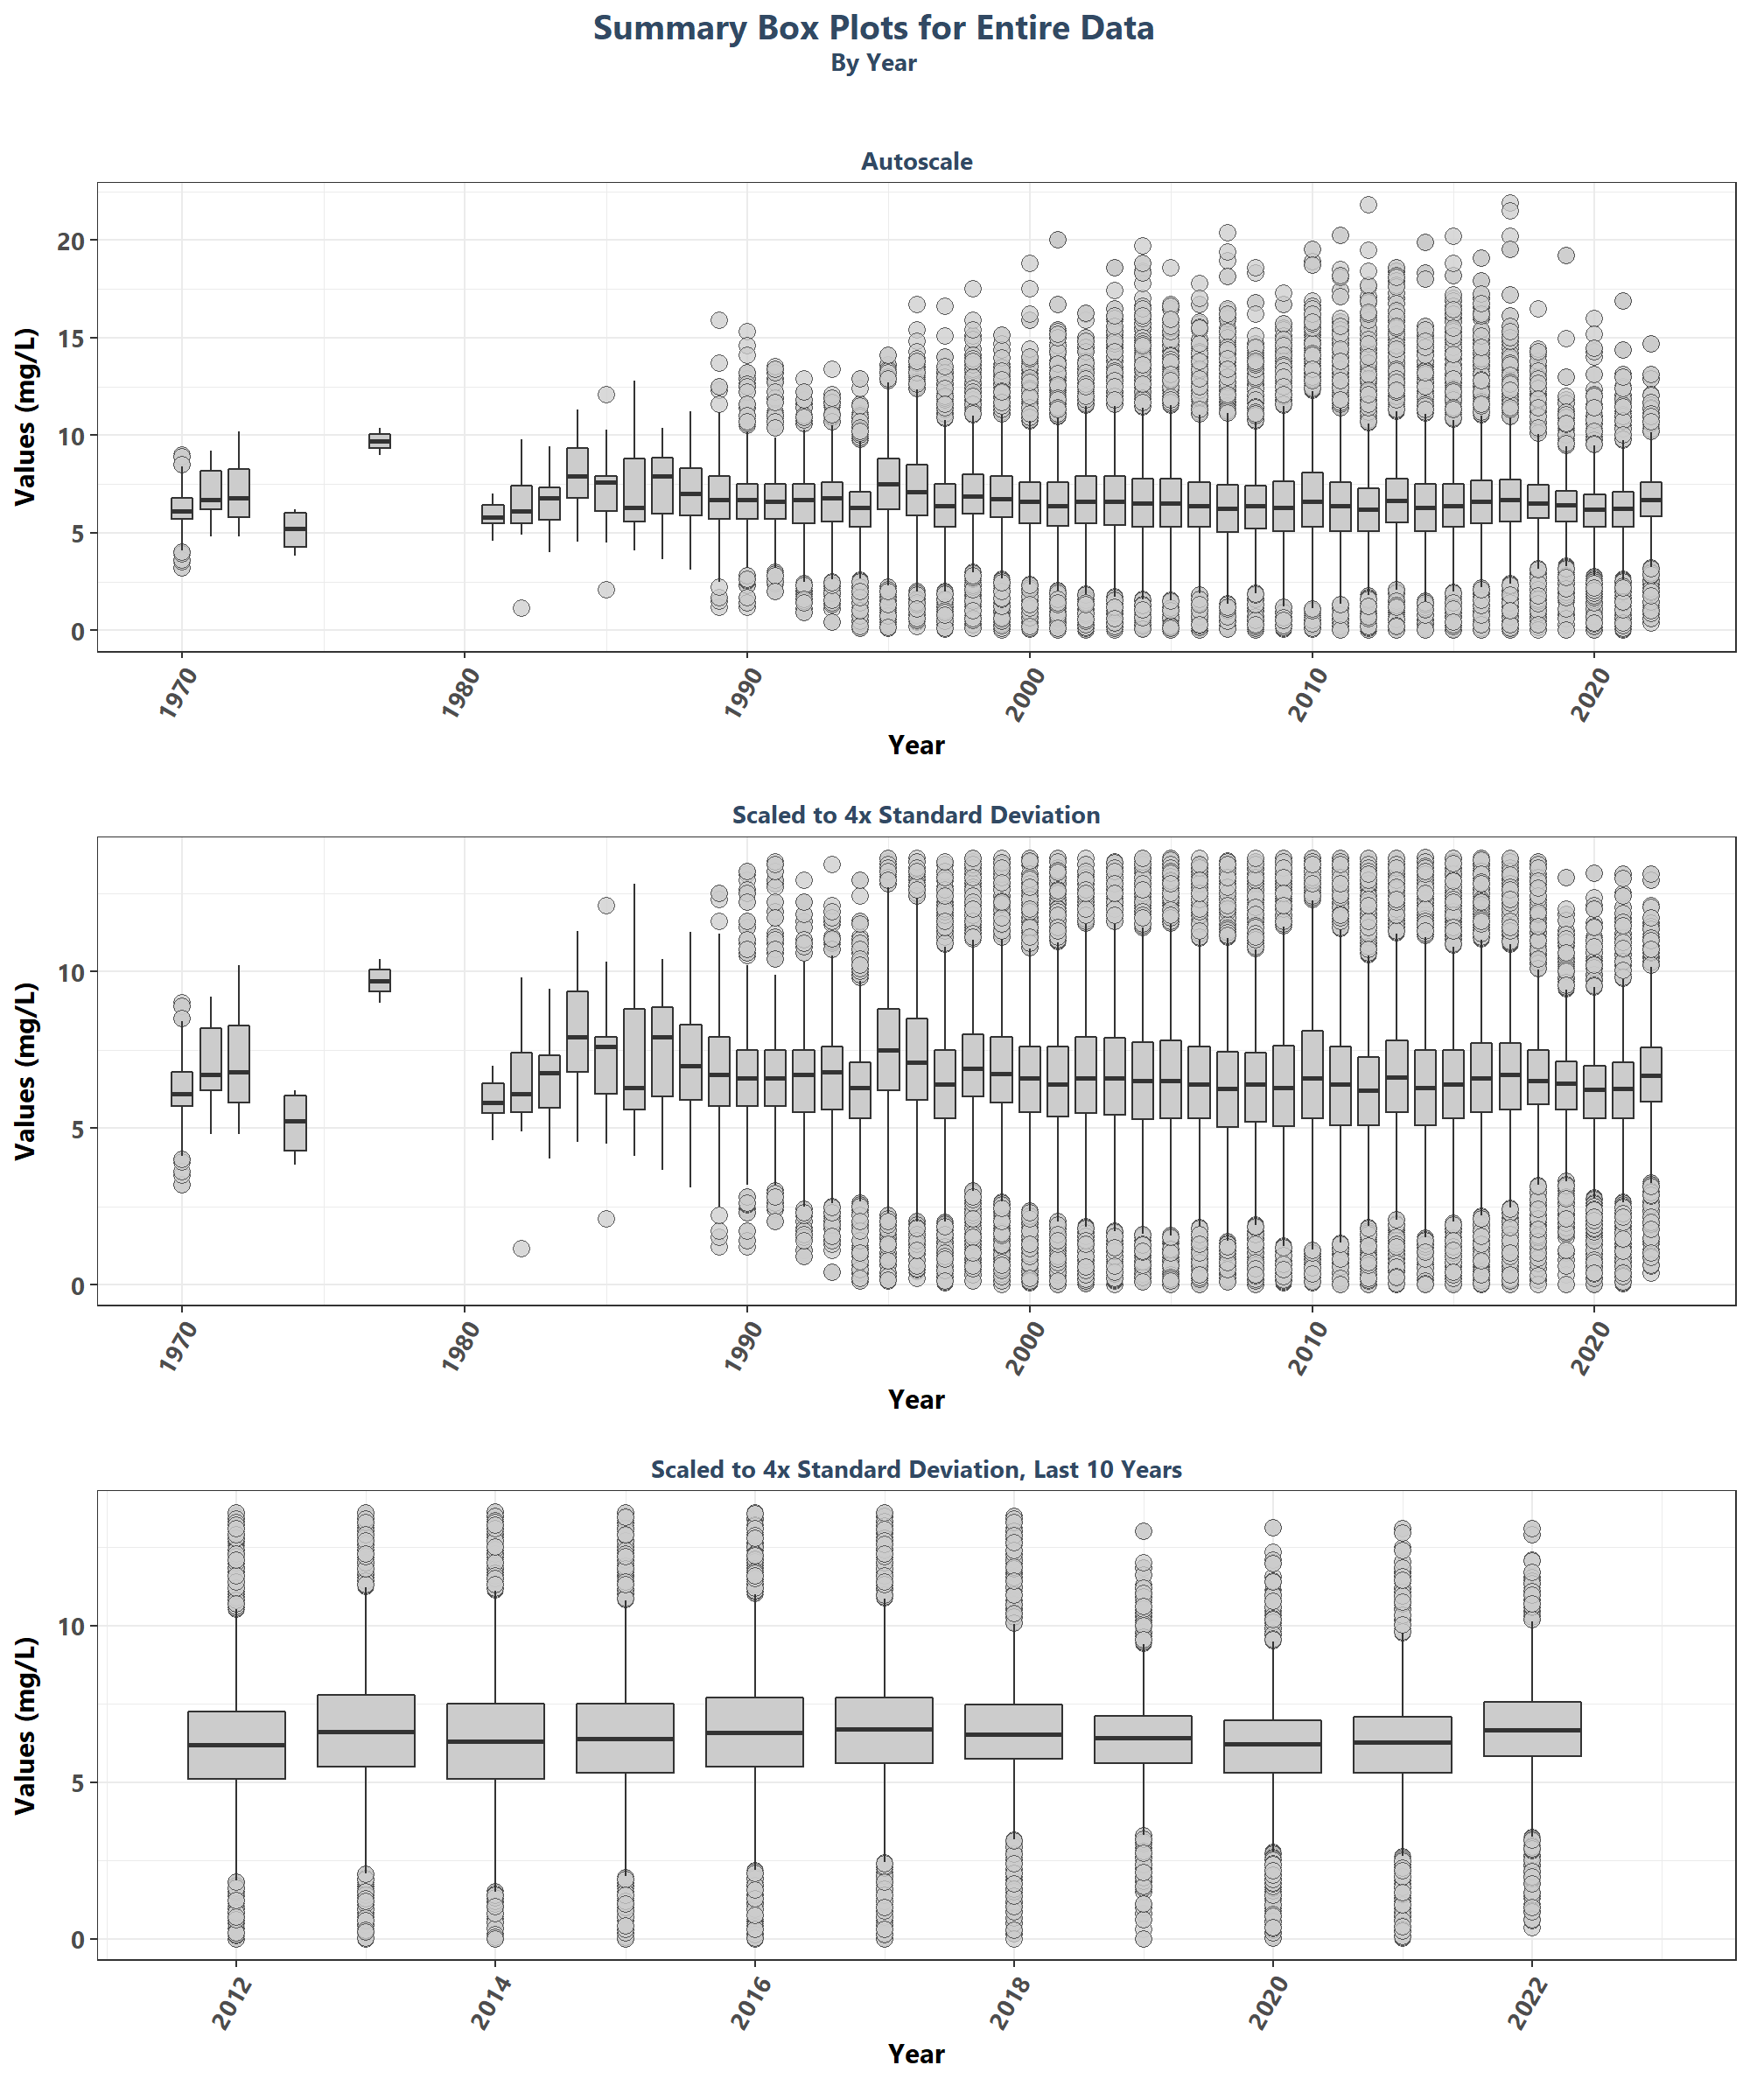 Summary Box Plots for Entire Data
By Year
Autoscale
Values (mg/L)
20
15
10
5
0
1970 1980 1990 2000 2010 2020
Year
Scaled to 4x Standard Deviation
Values (mg/L)
10
5
0
1970 1980 1990 2000 2010 2020
Year
Scaled to 4x Standard Deviation, Last 10 Years
Values (mg/L)
10
5
0
2012 2014 2016 2018 2020 2022
Year